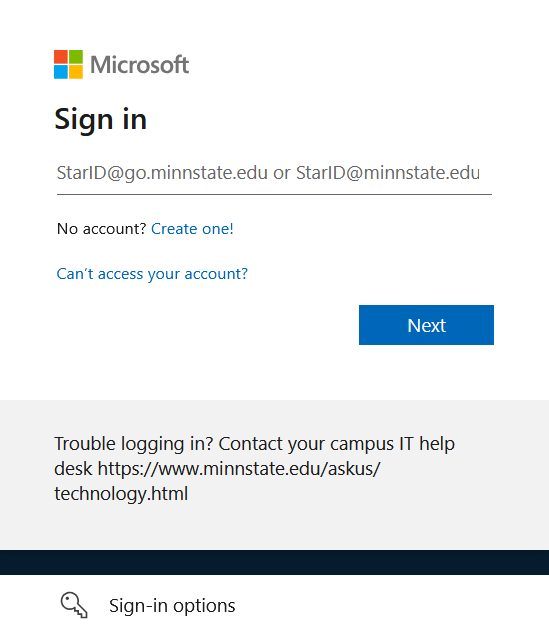 Microsoft
Sign in
StarID@go.minnstate.edu or StarID@minnstate.edu
No account? Create one!
Can't access your account?
Next
Trouble logging in? Contact your campus IT help
desk https://www.minnstate.edu/askus/
technology.html
Sign-in options